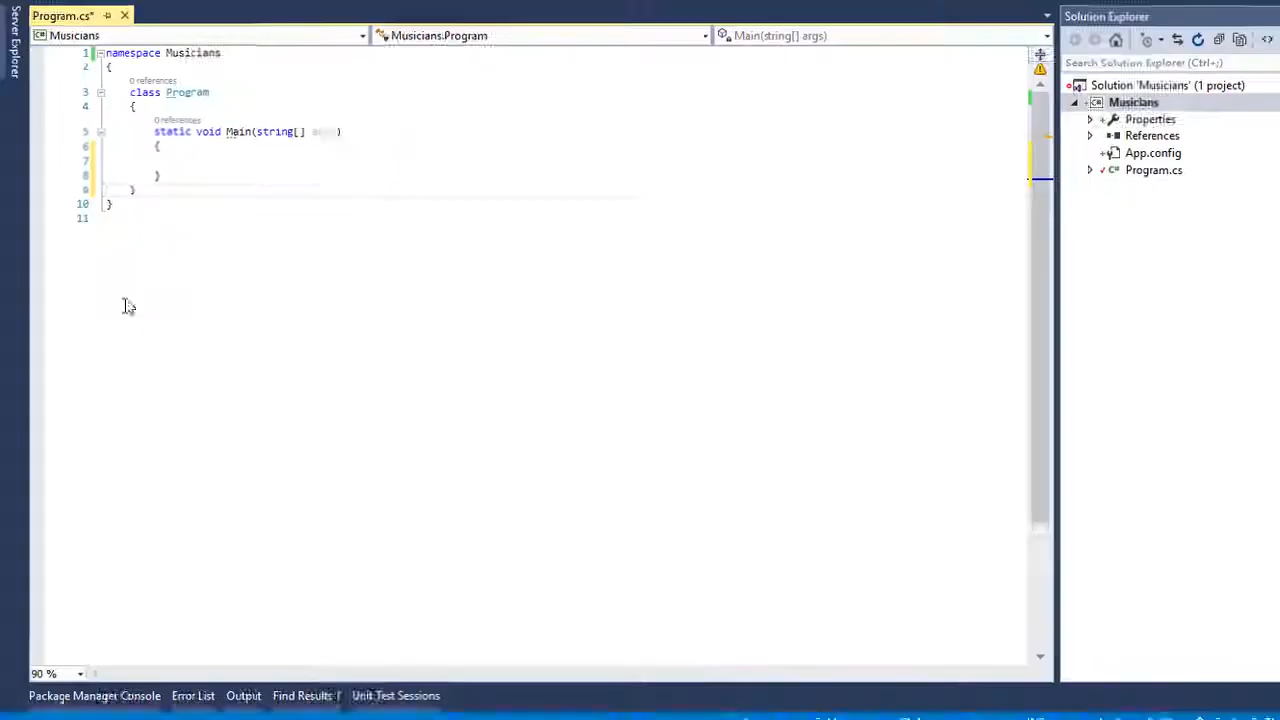 Server Explorer
Program.cs*
Musicians
Musicians.Program
Main(string[] args)
1 namespace Musicians
2 {
0 references
3 class Program
4 {
0 references
5 static void Main(string[] args)
6 {
7
8 }
9 }
10 }
11
90 %
Package Manager Console Error List Output Find Results Unit Test Sessions
Solution Explorer
Search Solution Explorer (Ctrl+;)
Solution 'Musicians' (1 project)
Musicians
Properties
References
App.config
Program.cs